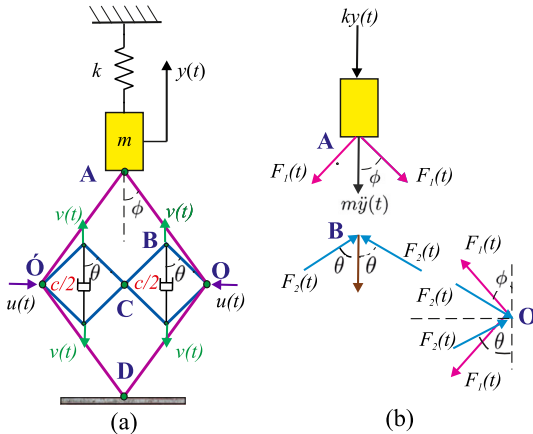 k
y(t)
m
A
ϕ
v(t)
v(t)
B
Ó
θ
θ
O
c/2
c/2
u(t)
C
u(t)
v(t)
v(t)
D
(a)
ky(t)
A
F₁(t)
ϕ
F₁(t)
mÿ(t)
B
F₂(t)
θ
θ
F₂(t)
F₁(t)
ϕ
F₂(t)
O
F₂(t)
θ
F₁(t)
(b)